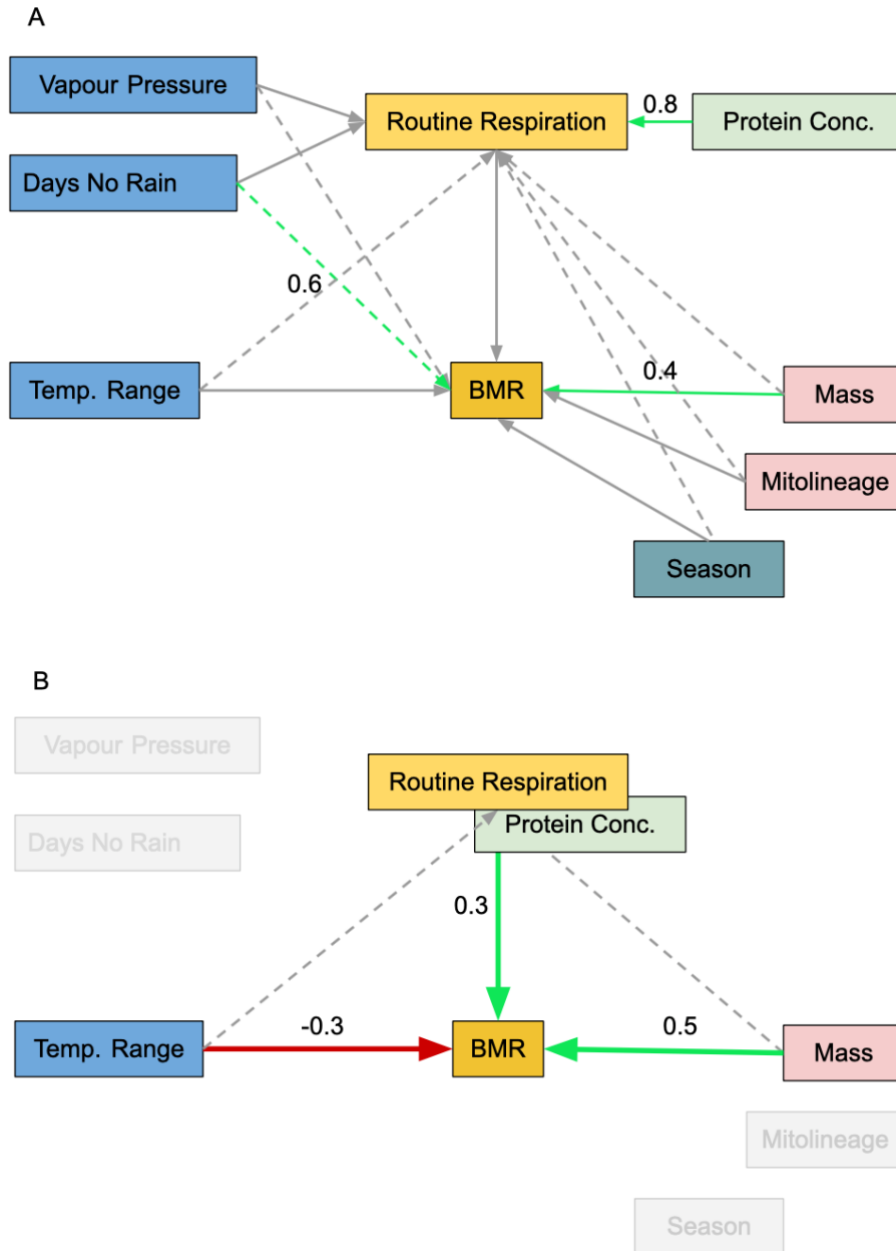 A
Vapour Pressure
Routine Respiration
0.8
Protein Conc.
Days No Rain
0.6
Temp. Range
BMR
0.4
Mass
Mitolineage
Season
B
Vapour Pressure
Routine Respiration
Protein Conc.
Days No Rain
0.3
Temp. Range
-0.3
BMR
0.5
Mass
Mitolineage
Season